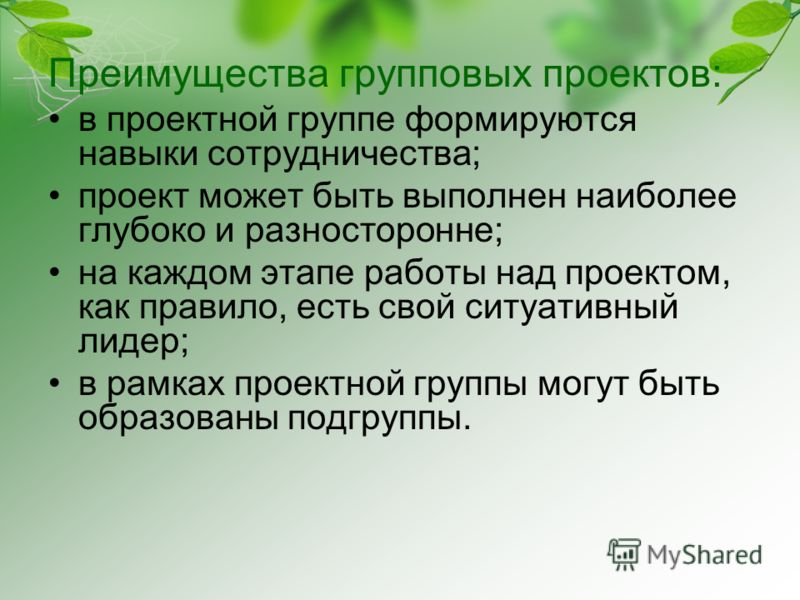 Преимущества групповых проектов:
• в проектной группе формируются
навыки сотрудничества;
• проект может быть выполнен наиболее
глубоко и разносторонне;
• на каждом этапе работы над проектом,
как правило, есть свой ситуативный
лидер;
• в рамках проектной группы могут быть
образованы подгруппы.
MyShared